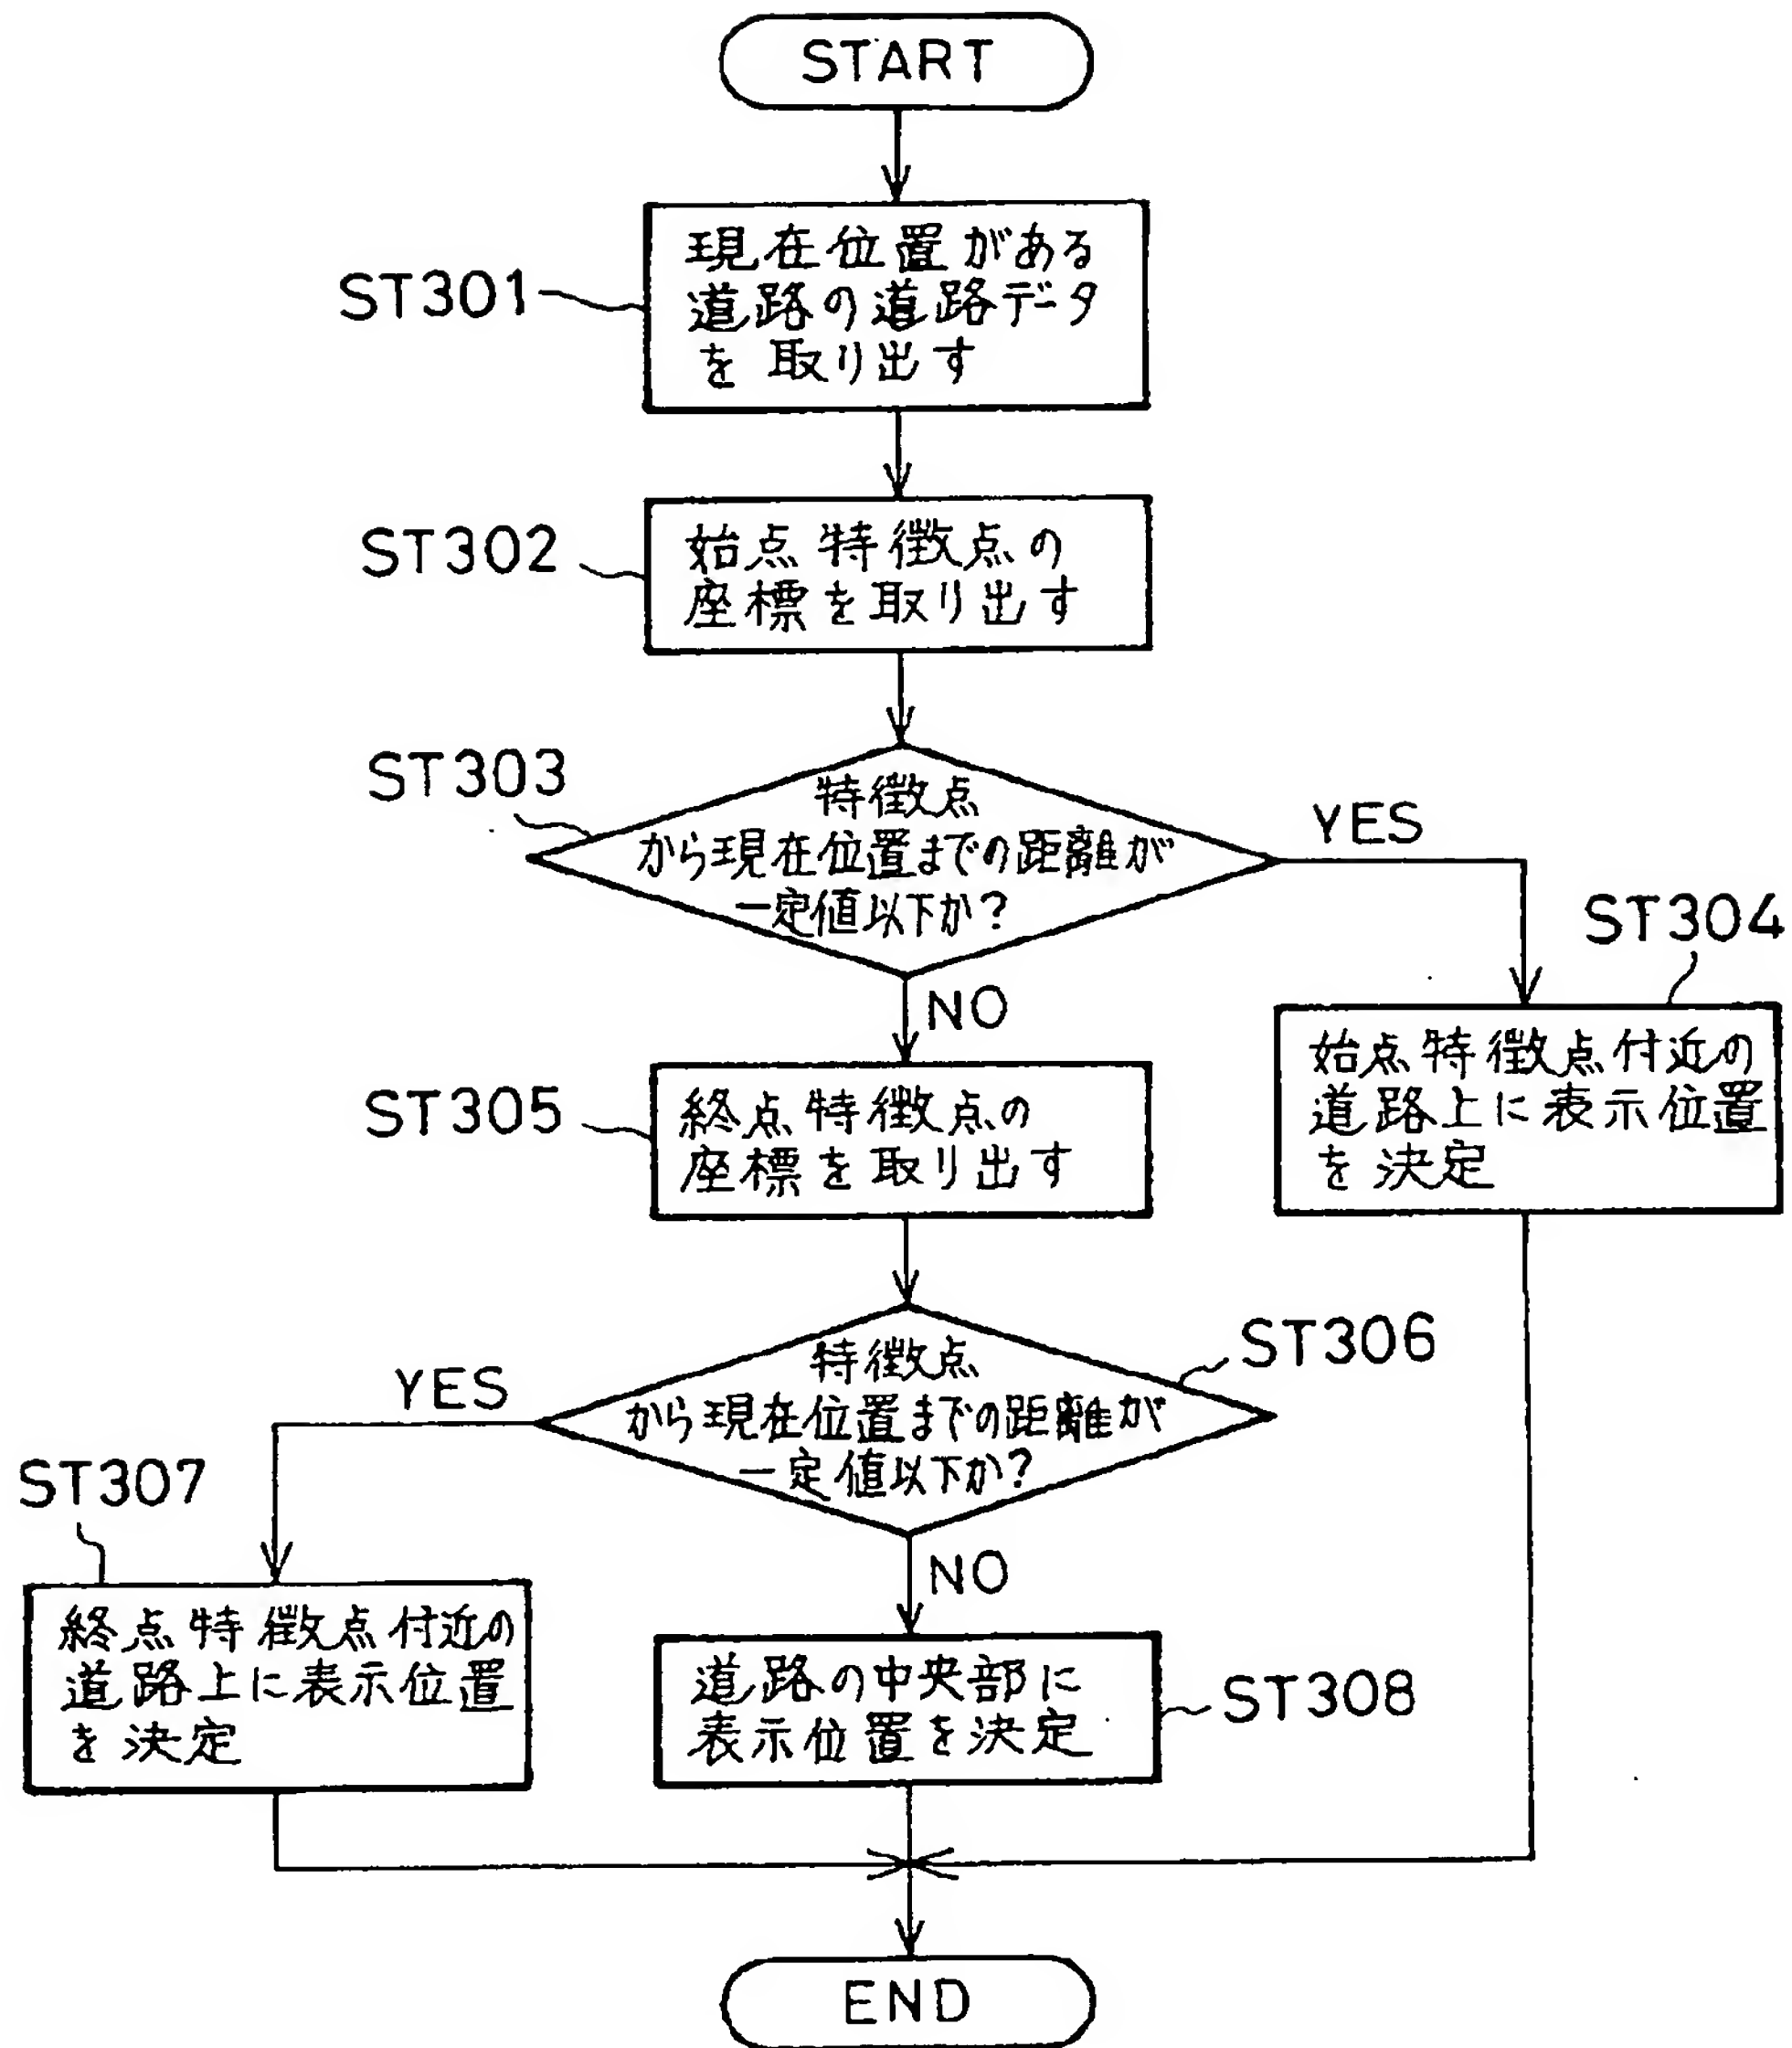 START
ST301
現在位置がある
道路の道路データ
を取り出す
ST302
始点特徴点の
座標を取り出す
ST303
特徴点
から現在位置までの距離が
一定値以下か?
YES
NO
ST304
始点特徴点付近の
道路上に表示位置
を決定
ST305
終点特徴点の
座標を取り出す
ST306
特徴点
から現在位置までの距離が
一定値以下か?
YES
NO
ST307
終点特徴点付近の
道路上に表示位置
を決定
道路の中央部に
表示位置を決定
ST308
END